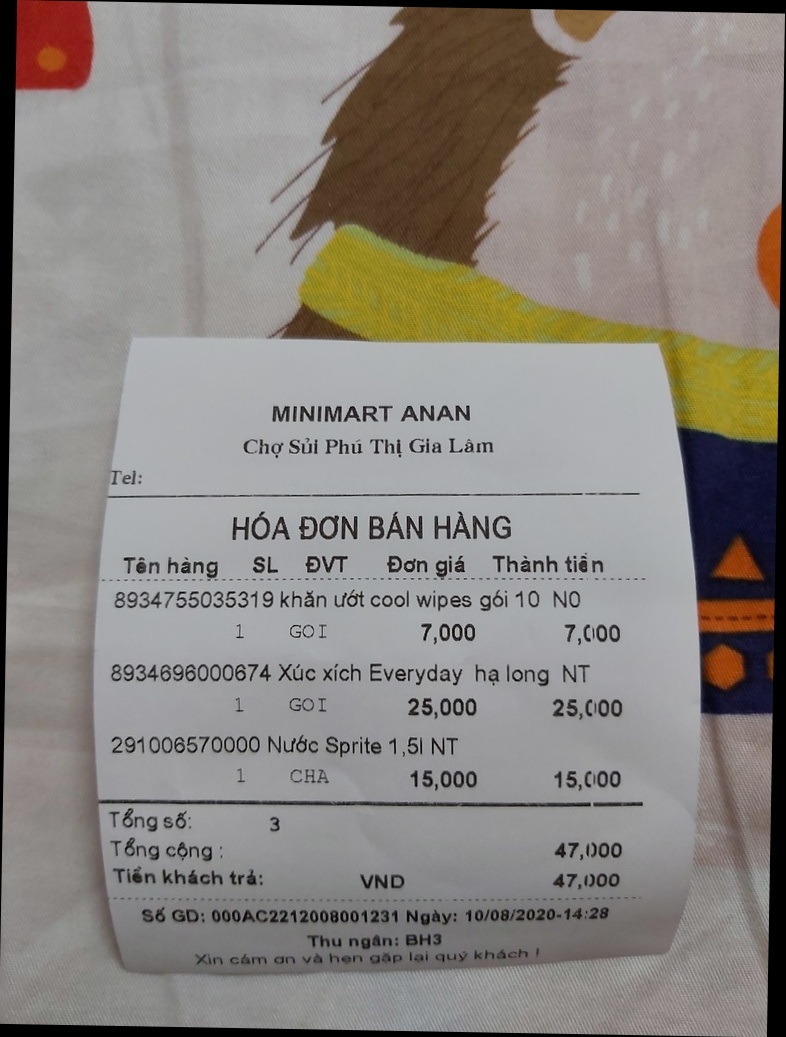 MINIMART ANAN
Chợ Sủi Phú Thị Gia Lâm
Tel:
HÓA ĐƠN BÁN HÀNG
Tên hàng SL ĐVT Đơn giá Thành tiền
8934755035319 khăn ướt cool wipes gói 10 N0
1 GOI 7,000 7,000
8934696000674 Xúc xích Everyday hạ long NT
1 GOI 25,000 25,000
291006570000 Nước Sprite 1,5l NT
1 CHA 15,000 15,000
Tổng số: 3
Tổng cộng : 47,000
Tiền khách trả: VND 47,000
Số GD: 000AC2212008001231 Ngày: 10/08/2020-14:28
Thu ngân: BH3
Xin cám ơn và hẹn gặp lại quý khách !